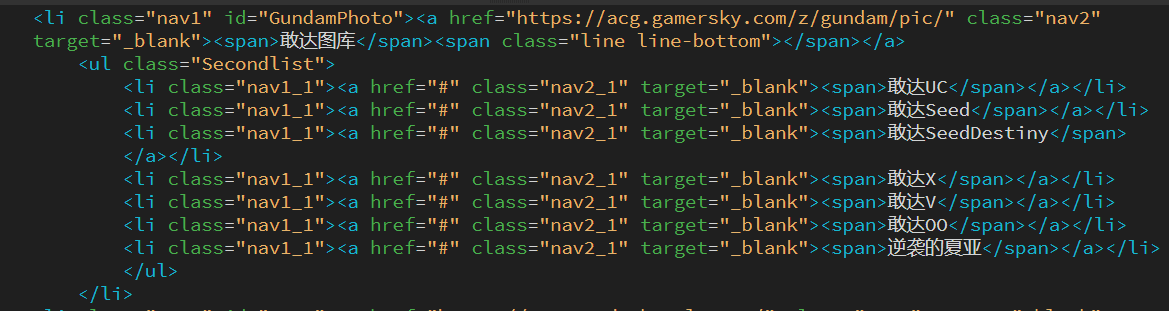 <li class="nav1" id="GundamPhoto"><a href="https://acg.gamersky.com/z/gundam/pic/" class="nav2"
target="_blank"><span>敢达图库</span><span class="line line-bottom"></span></a>
<ul class="Secondlist">
<li class="nav1_1"><a href="#" class="nav2_1" target="_blank"><span>敢达UC</span></a></li>
<li class="nav1_1"><a href="#" class="nav2_1" target="_blank"><span>敢达Seed</span></a></li>
<li class="nav1_1"><a href="#" class="nav2_1" target="_blank"><span>敢达SeedDestiny</span>
</a></li>
<li class="nav1_1"><a href="#" class="nav2_1" target="_blank"><span>敢达X</span></a></li>
<li class="nav1_1"><a href="#" class="nav2_1" target="_blank"><span>敢达V</span></a></li>
<li class="nav1_1"><a href="#" class="nav2_1" target="_blank"><span>敢达OO</span></a></li>
<li class="nav1_1"><a href="#" class="nav2_1" target="_blank"><span>逆袭的夏亚</span></a></li>
</ul>
</li>